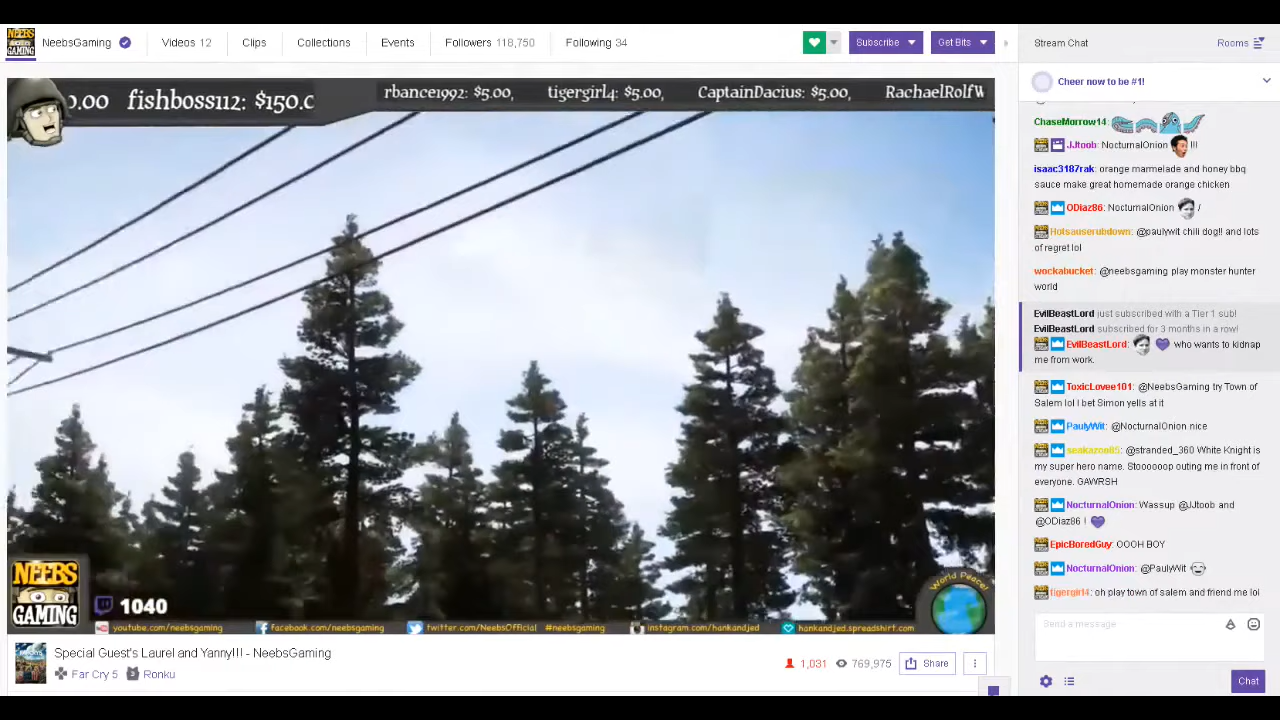 NEEBS GAMING
NeebsGaming
Videos 12
Clips
Collections
Events
Followers 118,750
Following 34
Subscribe
Get Bits
Stream Chat
Rooms
0.00 fishboss112: $150.0
rbance1992: $5.00, tigergirl4: $5.00, CaptainDacius: $5.00, RachaelRolfW
Cheer now to be #1!
ChaseMorrow14:
JJtoob: NocturnalOnion !!!
isaac3187rak: orange marmelade and honey bbq
sauce make great homemade orange chicken
ODiaz86: NocturnalOnion /
Hotsauserubdown: @paulywit chili dog!! and lots
of regret lol
wockabucket: @neebsgaming play monster hunter
world
EvilBeastLord just subscribed with a Tier 1 sub!
EvilBeastLord subscribed for 3 months in a row!
EvilBeastLord: who wants to kidnap
me from work.
ToxicLovee101: @NeebsGaming try Town of
Salem lol I bet Simon yells at it
PaulyWit: @NocturnalOnion nice
seakazoo85: @stranded_360 White Knight is
my super hero name. Stoooooop outing me in front of
everyone. GAWRSH
NocturnalOnion: Wassup @JJtoob and
@ODiaz86 !
EpicBoredGuy: OOOH BOY
NocturnalOnion: @PaulyWit
tigergirl4: oh play town of salem and friend me lol
Send a message
Chat
NEEBS
GAMING
1040
World Peace!
youtube.com/neebsgaming
facebook.com/neebsgaming
twitter.com/NeebsOfficial #neebsgaming
instagram.com/hankandjed
hankandjed.spreadshirt.com
Special Guest's Laurel and Yanny!!! - NeebsGaming
Far Cry 5
Ronku
1,031
769,975
Share